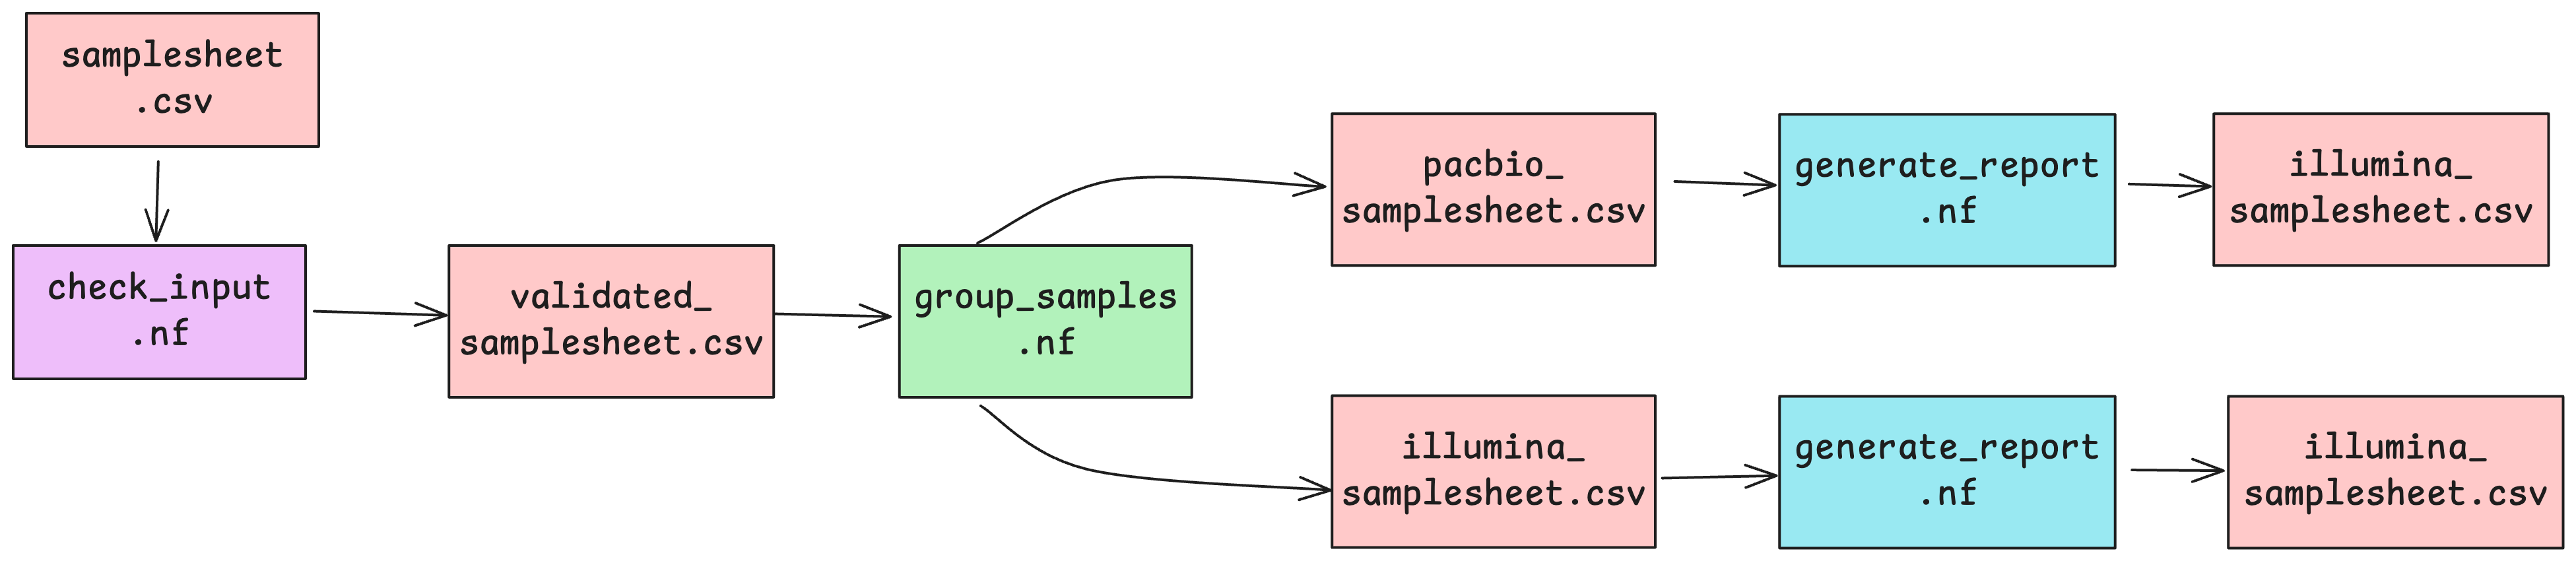 samplesheet
.csv
check_input
.nf
validated_
samplesheet.csv
group_samples
.nf
pacbio_
samplesheet.csv
generate_report
.nf
illumina_
samplesheet.csv
illumina_
samplesheet.csv
generate_report
.nf
illumina_
samplesheet.csv